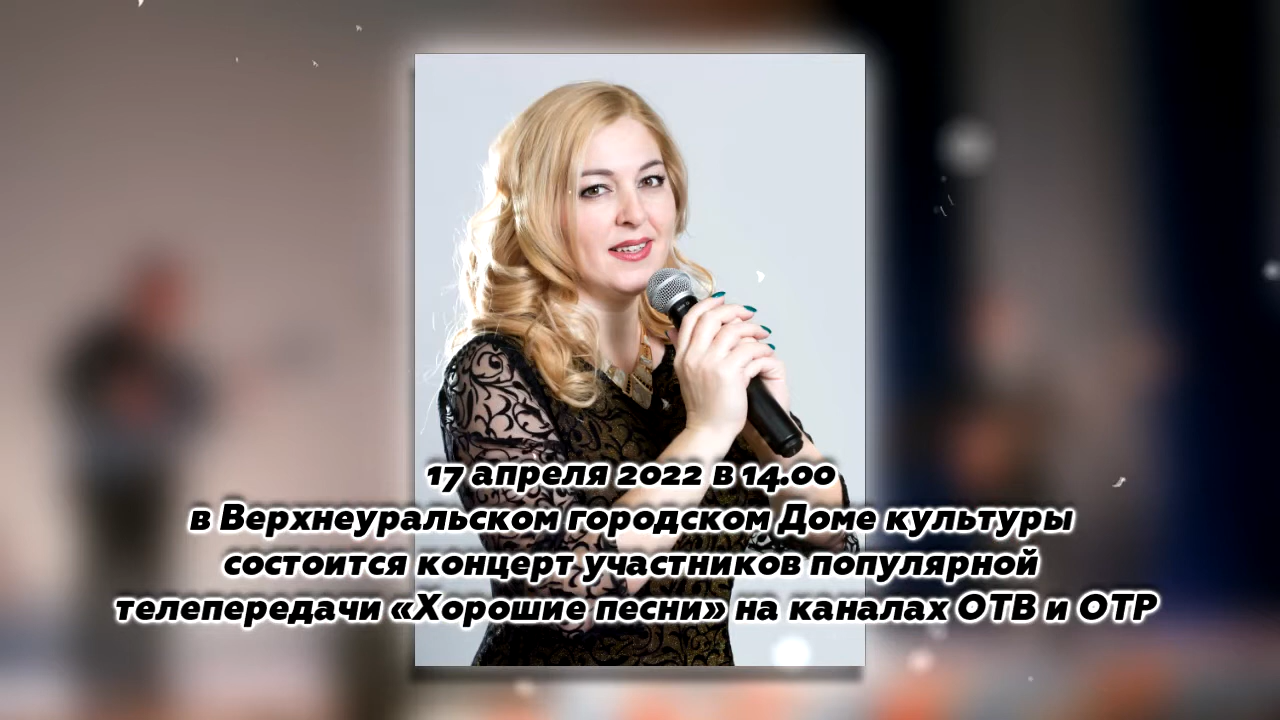 17 апреля 2022 в 14.00
в Верхнеуральском городском Доме культуры
состоится концерт участников популярной
телепередачи «Хорошие песни» на каналах ОТВ и ОТР